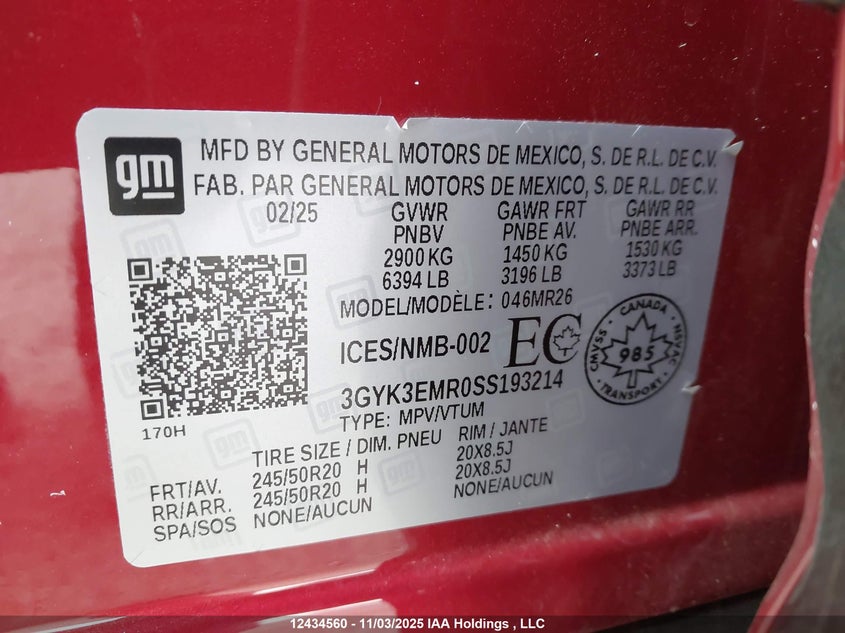 gm
MFD BY GENERAL MOTORS DE MEXICO, S. DE R.L. DE C.V.
FAB. PAR GENERAL MOTORS DE MEXICO, S. DE R.L. DE C.V.
02/25 GVWR GAWR FRT GAWR RR
PNBV PNBE AV. PNBE ARR.
2900 KG 1450 KG 1530 KG
6394 LB 3196 LB 3373 LB
MODEL/MODÈLE: 046MR26
ICES/NMB-002 EC
CANADA
CMVSS 985 NSVAC
TRANSPORT
3GYK3EMR0SS193214
TYPE: MPV/VTUM
170H
TIRE SIZE / DIM. PNEU RIM / JANTE
FRT/AV. 245/50R20 H 20X8.5J
RR/ARR. 245/50R20 H 20X8.5J
SPA/SOS NONE/AUCUN NONE/AUCUN
12434560 - 11/03/2025 IAA Holdings , LLC